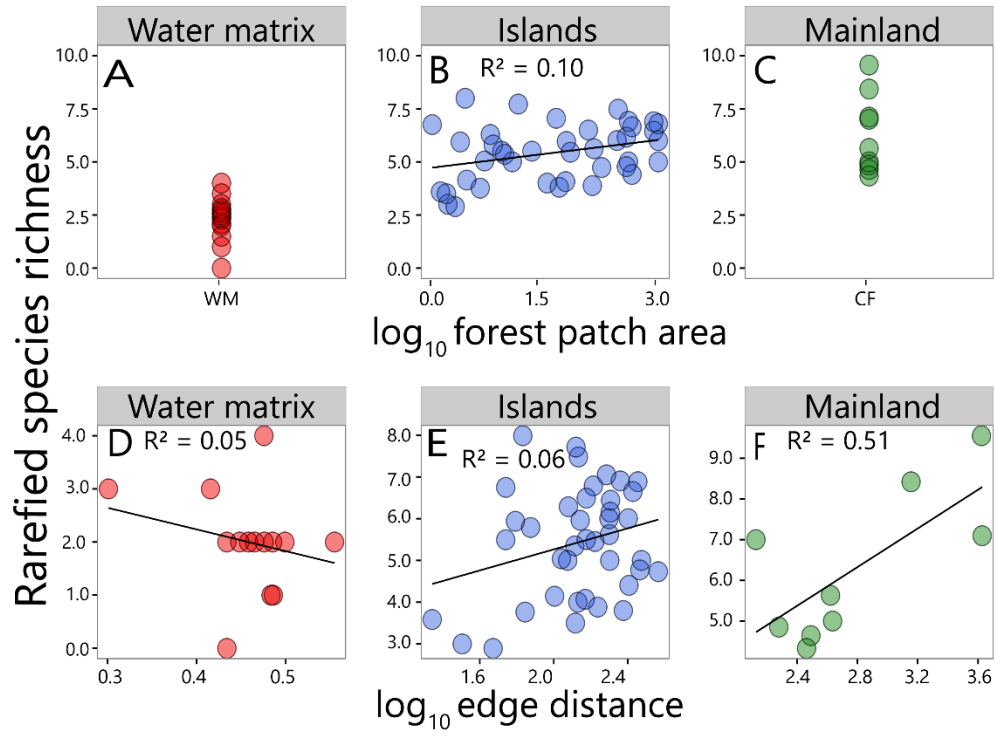 Water matrix
Islands
Mainland
A
B
R² = 0.10
C
10.0
7.5
5.0
2.5
0.0
10.0
7.5
5.0
2.5
0.0
10.0
7.5
5.0
2.5
0.0
WM
0.0 1.5 3.0
CF
log10 forest patch area
Rarefied species richness
Water matrix
Islands
Mainland
D
R² = 0.05
E
R² = 0.06
F
R² = 0.51
4.0
3.0
2.0
1.0
0.0
8.0
7.0
6.0
5.0
4.0
3.0
9.0
8.0
7.0
6.0
5.0
0.3 0.4 0.5
1.6 2.0 2.4
2.4 2.8 3.2 3.6
log10 edge distance